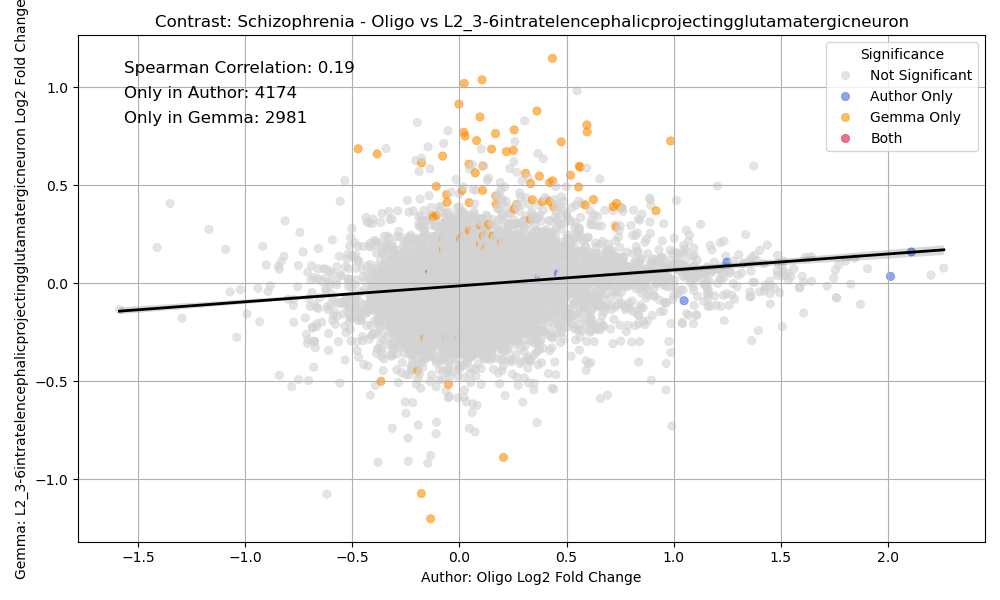 Contrast: Schizophrenia - Oligo vs L2_3-6intratelencephalicprojectingglutamatergicneuron
Gemma: L2_3-6intratelencephalicprojectingglutamatergicneuron Log2 Fold Change
Spearman Correlation: 0.19
Only in Author: 4174
Only in Gemma: 2981
Significance
Not Significant
Author Only
Gemma Only
Both
1.0
0.5
0.0
−0.5
−1.0
−1.5 −1.0 −0.5 0.0 0.5 1.0 1.5 2.0
Author: Oligo Log2 Fold Change